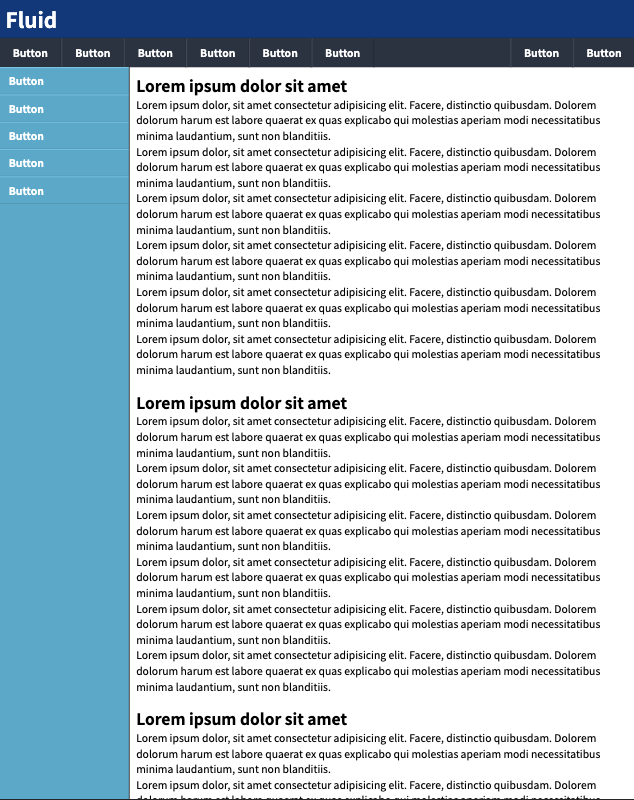 Fluid
Button Button Button Button Button Button Button Button
Button
Button
Button
Button
Button
Lorem ipsum dolor sit amet
Lorem ipsum dolor, sit amet consectetur adipisicing elit. Facere, distinctio quibusdam. Dolorem
dolorum harum est labore quaerat ex quas explicabo qui molestias aperiam modi necessitatibus
minima laudantium, sunt non blanditiis.
Lorem ipsum dolor, sit amet consectetur adipisicing elit. Facere, distinctio quibusdam. Dolorem
dolorum harum est labore quaerat ex quas explicabo qui molestias aperiam modi necessitatibus
minima laudantium, sunt non blanditiis.
Lorem ipsum dolor, sit amet consectetur adipisicing elit. Facere, distinctio quibusdam. Dolorem
dolorum harum est labore quaerat ex quas explicabo qui molestias aperiam modi necessitatibus
minima laudantium, sunt non blanditiis.
Lorem ipsum dolor, sit amet consectetur adipisicing elit. Facere, distinctio quibusdam. Dolorem
dolorum harum est labore quaerat ex quas explicabo qui molestias aperiam modi necessitatibus
minima laudantium, sunt non blanditiis.
Lorem ipsum dolor, sit amet consectetur adipisicing elit. Facere, distinctio quibusdam. Dolorem
dolorum harum est labore quaerat ex quas explicabo qui molestias aperiam modi necessitatibus
minima laudantium, sunt non blanditiis.
Lorem ipsum dolor, sit amet consectetur adipisicing elit. Facere, distinctio quibusdam. Dolorem
dolorum harum est labore quaerat ex quas explicabo qui molestias aperiam modi necessitatibus
minima laudantium, sunt non blanditiis.
Lorem ipsum dolor sit amet
Lorem ipsum dolor, sit amet consectetur adipisicing elit. Facere, distinctio quibusdam. Dolorem
dolorum harum est labore quaerat ex quas explicabo qui molestias aperiam modi necessitatibus
minima laudantium, sunt non blanditiis.
Lorem ipsum dolor, sit amet consectetur adipisicing elit. Facere, distinctio quibusdam. Dolorem
dolorum harum est labore quaerat ex quas explicabo qui molestias aperiam modi necessitatibus
minima laudantium, sunt non blanditiis.
Lorem ipsum dolor, sit amet consectetur adipisicing elit. Facere, distinctio quibusdam. Dolorem
dolorum harum est labore quaerat ex quas explicabo qui molestias aperiam modi necessitatibus
minima laudantium, sunt non blanditiis.
Lorem ipsum dolor, sit amet consectetur adipisicing elit. Facere, distinctio quibusdam. Dolorem
dolorum harum est labore quaerat ex quas explicabo qui molestias aperiam modi necessitatibus
minima laudantium, sunt non blanditiis.
Lorem ipsum dolor, sit amet consectetur adipisicing elit. Facere, distinctio quibusdam. Dolorem
dolorum harum est labore quaerat ex quas explicabo qui molestias aperiam modi necessitatibus
minima laudantium, sunt non blanditiis.
Lorem ipsum dolor, sit amet consectetur adipisicing elit. Facere, distinctio quibusdam. Dolorem
dolorum harum est labore quaerat ex quas explicabo qui molestias aperiam modi necessitatibus
minima laudantium, sunt non blanditiis.
Lorem ipsum dolor sit amet
Lorem ipsum dolor, sit amet consectetur adipisicing elit. Facere, distinctio quibusdam. Dolorem
dolorum harum est labore quaerat ex quas explicabo qui molestias aperiam modi necessitatibus
minima laudantium, sunt non blanditiis.
Lorem ipsum dolor, sit amet consectetur adipisicing elit. Facere, distinctio quibusdam. Dolorem